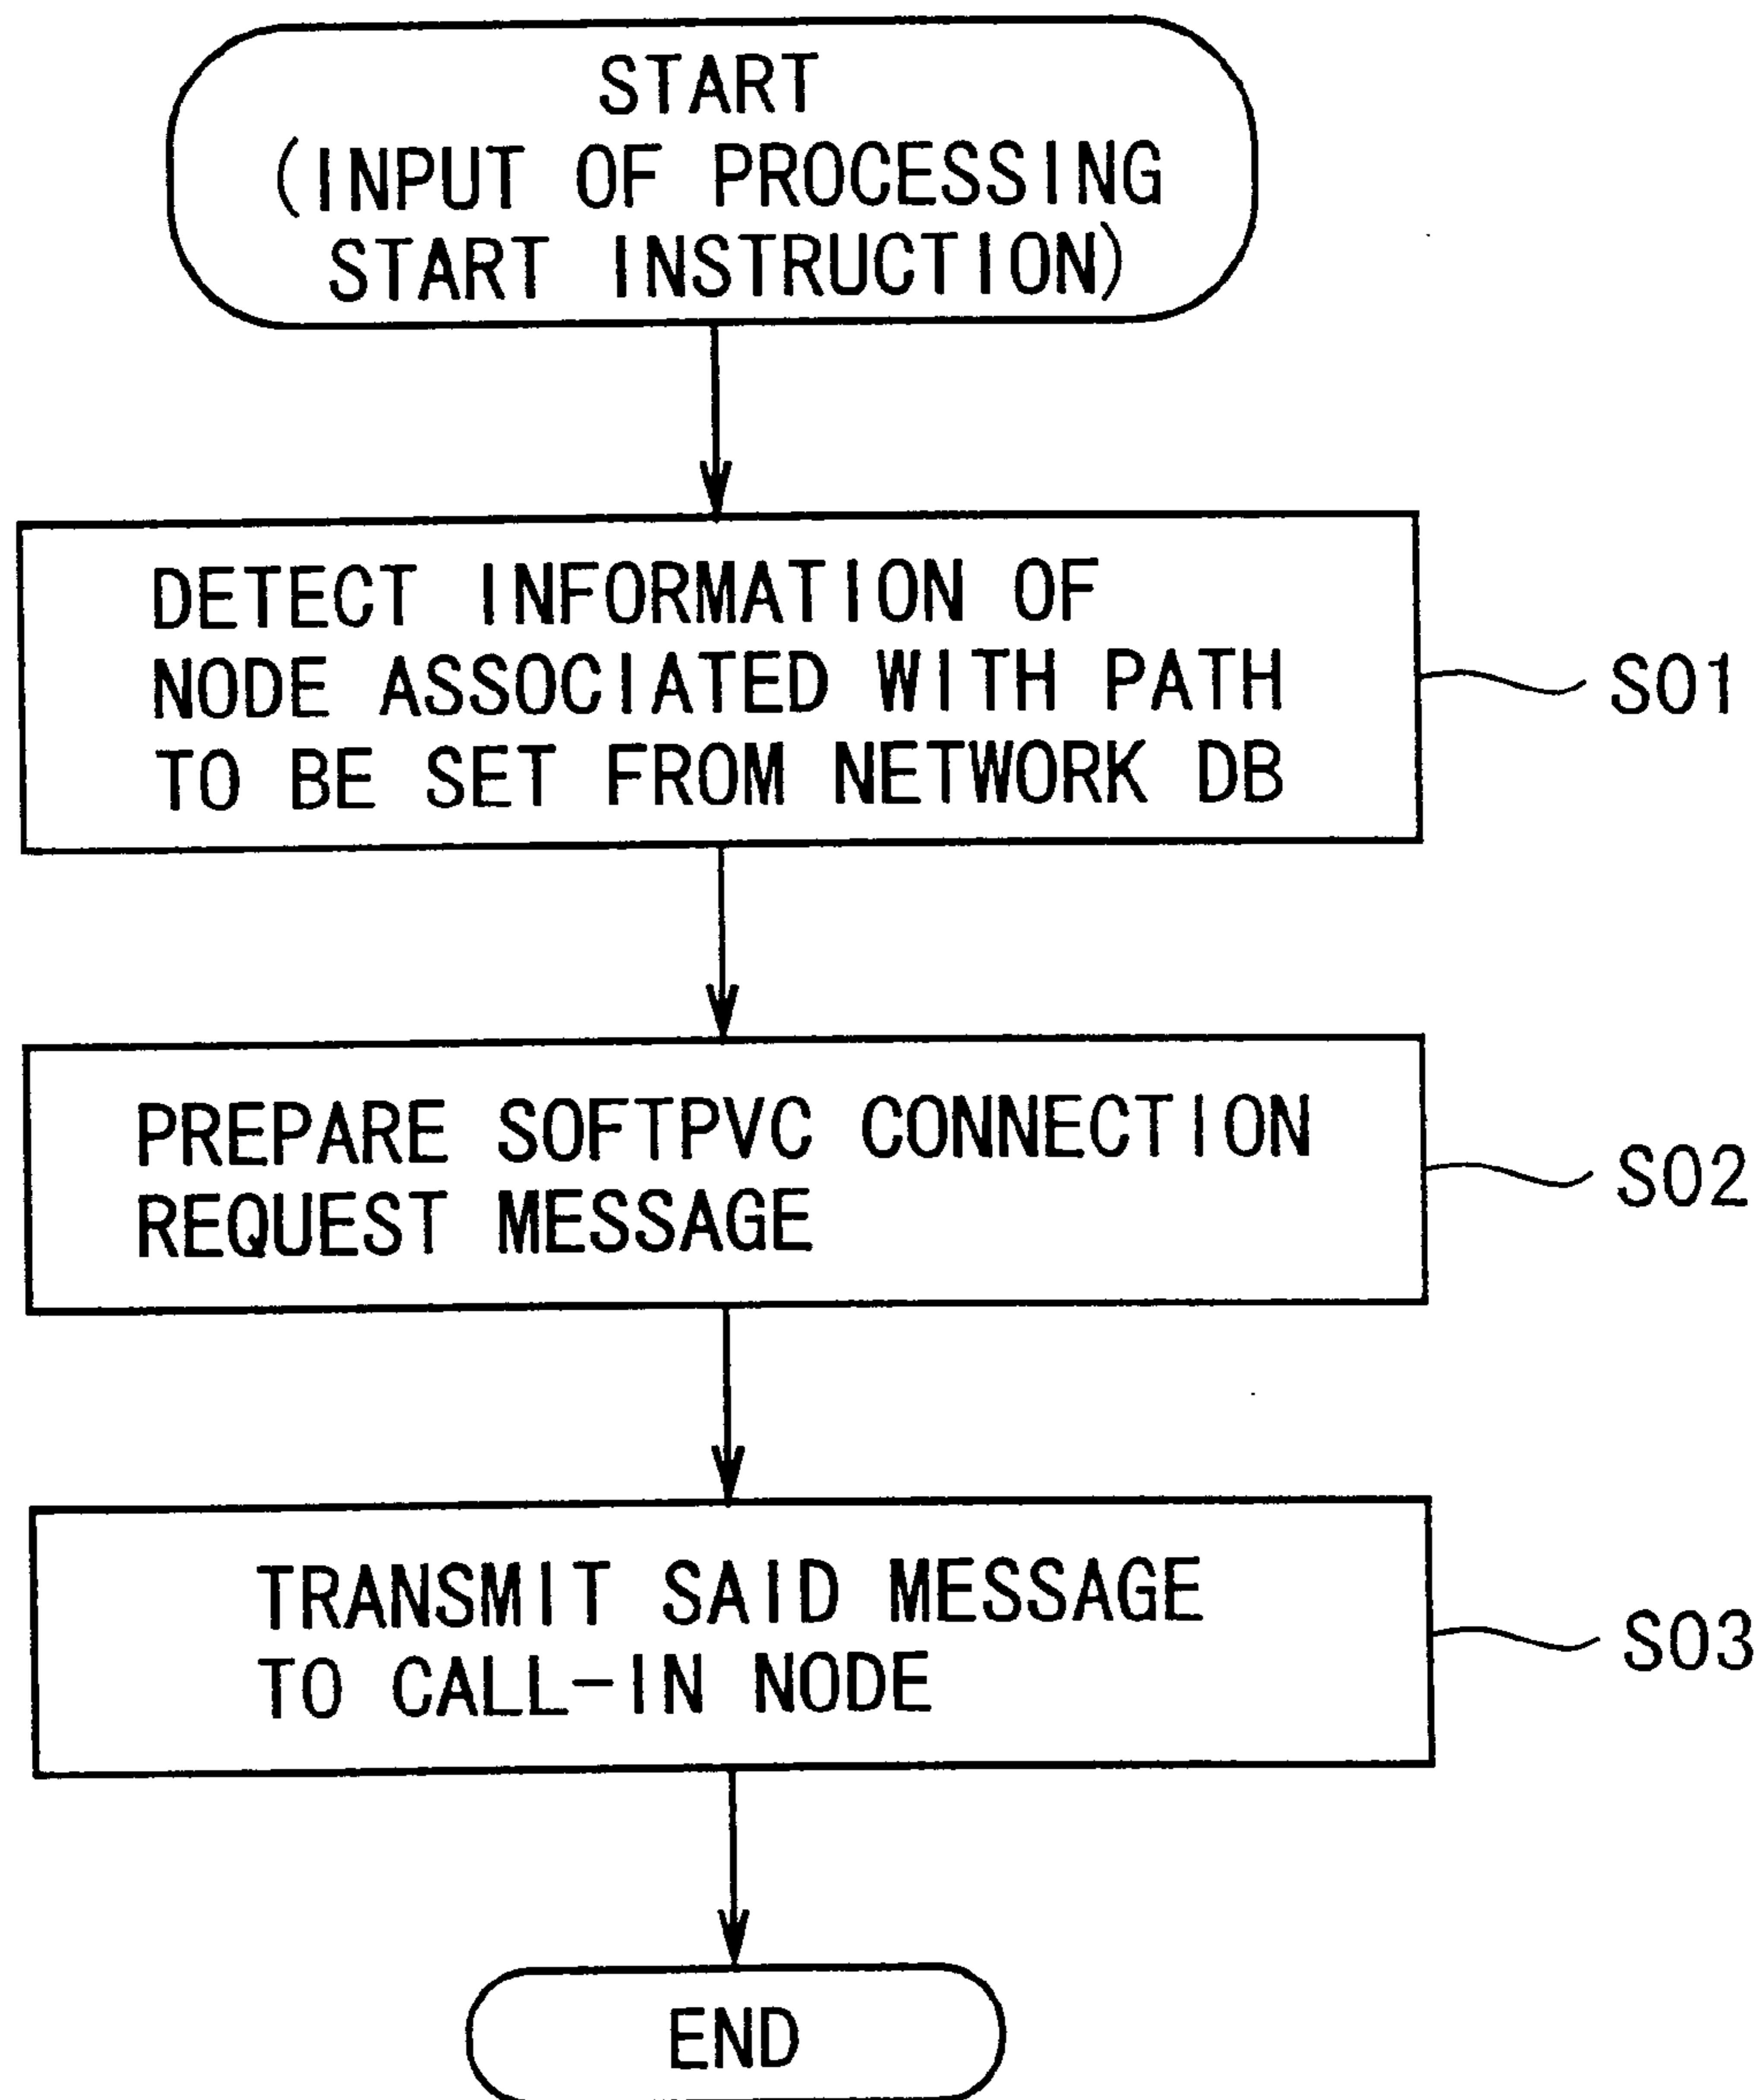 START
(INPUT OF PROCESSING
START INSTRUCTION)
DETECT INFORMATION OF
NODE ASSOCIATED WITH PATH
TO BE SET FROM NETWORK DB
S01
PREPARE SOFTPVC CONNECTION
REQUEST MESSAGE
S02
TRANSMIT SAID MESSAGE
TO CALL-IN NODE
S03
END